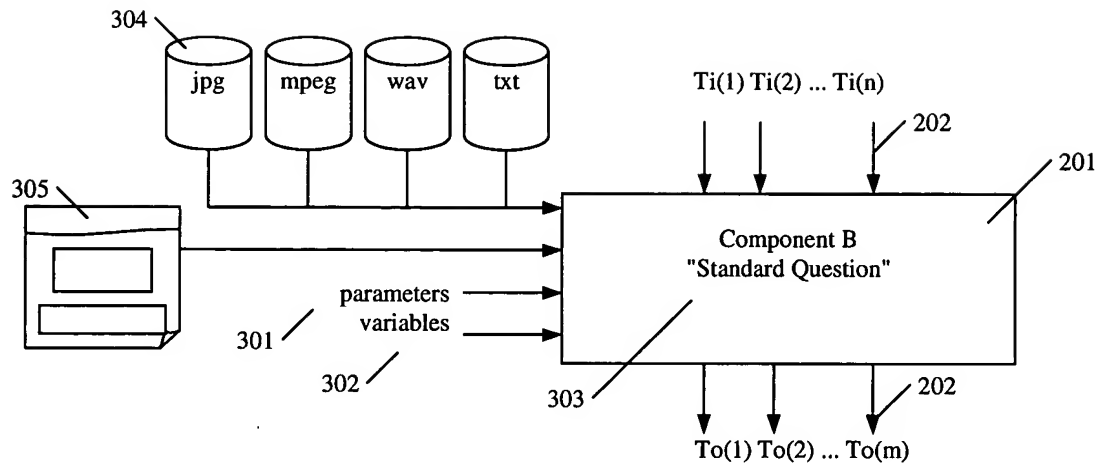 304
jpg mpeg wav txt
Ti(1) Ti(2) ... Ti(n)
202
201
305
Component B
"Standard Question"
parameters
301 variables
302
303
202
To(1) To(2) ... To(m)